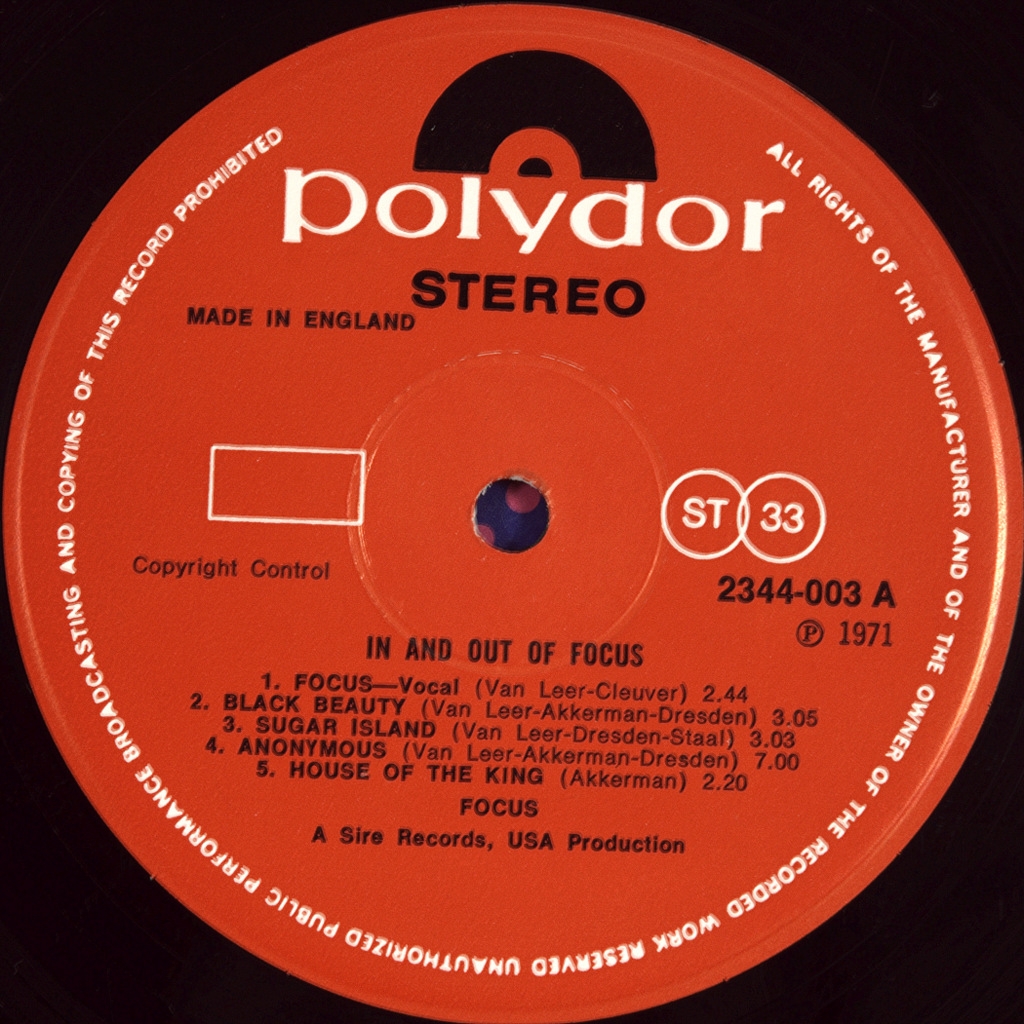 polydor
STEREO
MADE IN ENGLAND
ST 33
Copyright Control
2344-003 A
℗ 1971
IN AND OUT OF FOCUS
1. FOCUS—Vocal (Van Leer-Cleuver) 2.44
2. BLACK BEAUTY (Van Leer-Akkerman-Dresden) 3.05
3. SUGAR ISLAND (Van Leer-Dresden-Staal) 3.03
4. ANONYMOUS (Van Leer-Akkerman-Dresden) 7.00
5. HOUSE OF THE KING (Akkerman) 2.20
FOCUS
A Sire Records, USA Production
ALL RIGHTS OF THE MANUFACTURER AND OF THE OWNER OF THE RECORDED WORK RESERVED UNAUTHORIZED PUBLIC PERFORMANCE BROADCASTING AND COPYING OF THIS RECORD PROHIBITED